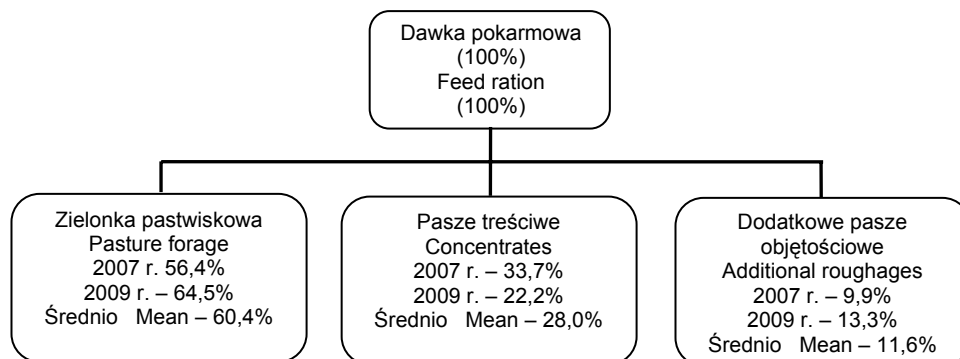 Dawka pokarmowa
(100%)
Feed ration
(100%)
Zielonka pastwiskowa
Pasture forage
2007 r. 56,4%
2009 r. – 64,5%
Średnio Mean – 60,4%
Pasze treściwe
Concentrates
2007 r. – 33,7%
2009 r. – 22,2%
Średnio Mean – 28,0%
Dodatkowe pasze
objętościowe
Additional roughages
2007 r. – 9,9%
2009 r. – 13,3%
Średnio Mean – 11,6%